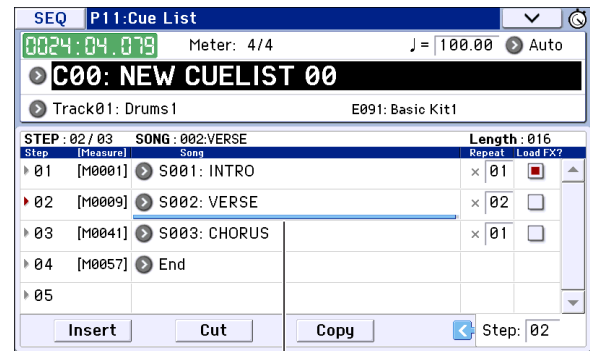 SEQ P11:Cue List
0024:04.079 Meter: 4/4 ♩= 100.00 Auto
C00: NEW CUELIST 00
Track01: Drums1 E091: Basic Kit1
STEP : 02 / 03 SONG : 002:VERSE Length : 016
Step [Measure] Song Repeat Load FX?
01 [M0001] S001: INTRO × 01
02 [M0009] S002: VERSE × 02
03 [M0041] S003: CHORUS × 01
04 [M0057] End
05
Insert Cut Copy Step: 02